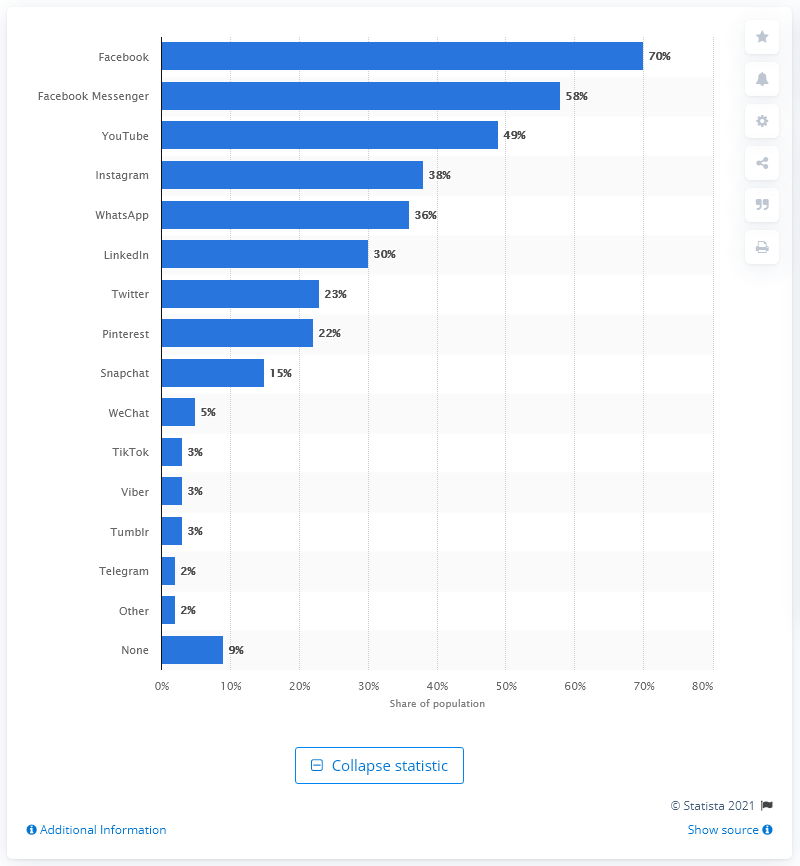 Facebook 70%
Facebook Messenger 58%
YouTube 49%
Instagram 38%
WhatsApp 36%
LinkedIn 30%
Twitter 23%
Pinterest 22%
Snapchat 15%
WeChat 5%
TikTok 3%
Viber 3%
Tumblr 3%
Telegram 2%
Other 2%
None 9%
0% 10% 20% 30% 40% 50% 60% 70% 80%
Share of population
Collapse statistic
© Statista 2021
Additional Information Show source